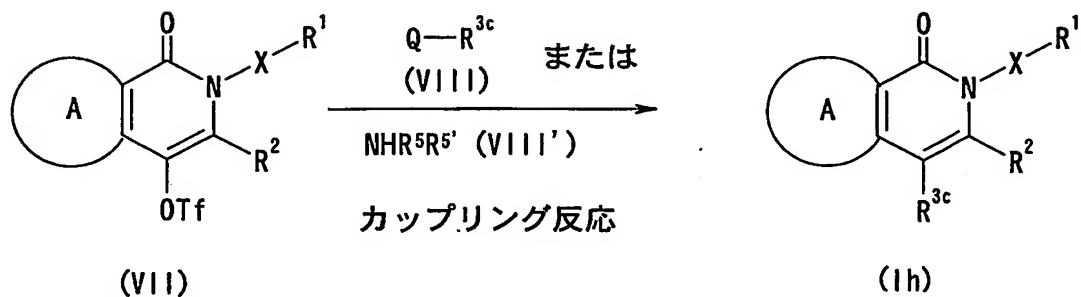 O
R¹
Q—R³ᶜ
(VIII)
または
NHR⁵R⁵' (VIII')
カップリング反応
A
N
X
R²
OTf
(VII)
O
R¹
A
N
X
R²
R³ᶜ
(Ih)